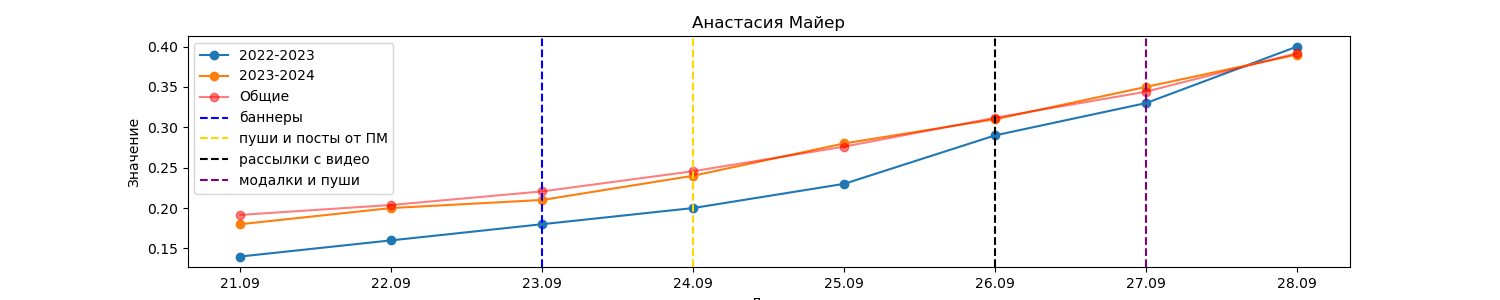 Анастасия Майер
Значение
0.40
0.35
0.30
0.25
0.20
0.15
2022-2023
2023-2024
Общие
баннеры
пуши и посты от ПМ
рассылки с видео
модалки и пуши
21.09 22.09 23.09 24.09 25.09 26.09 27.09 28.09